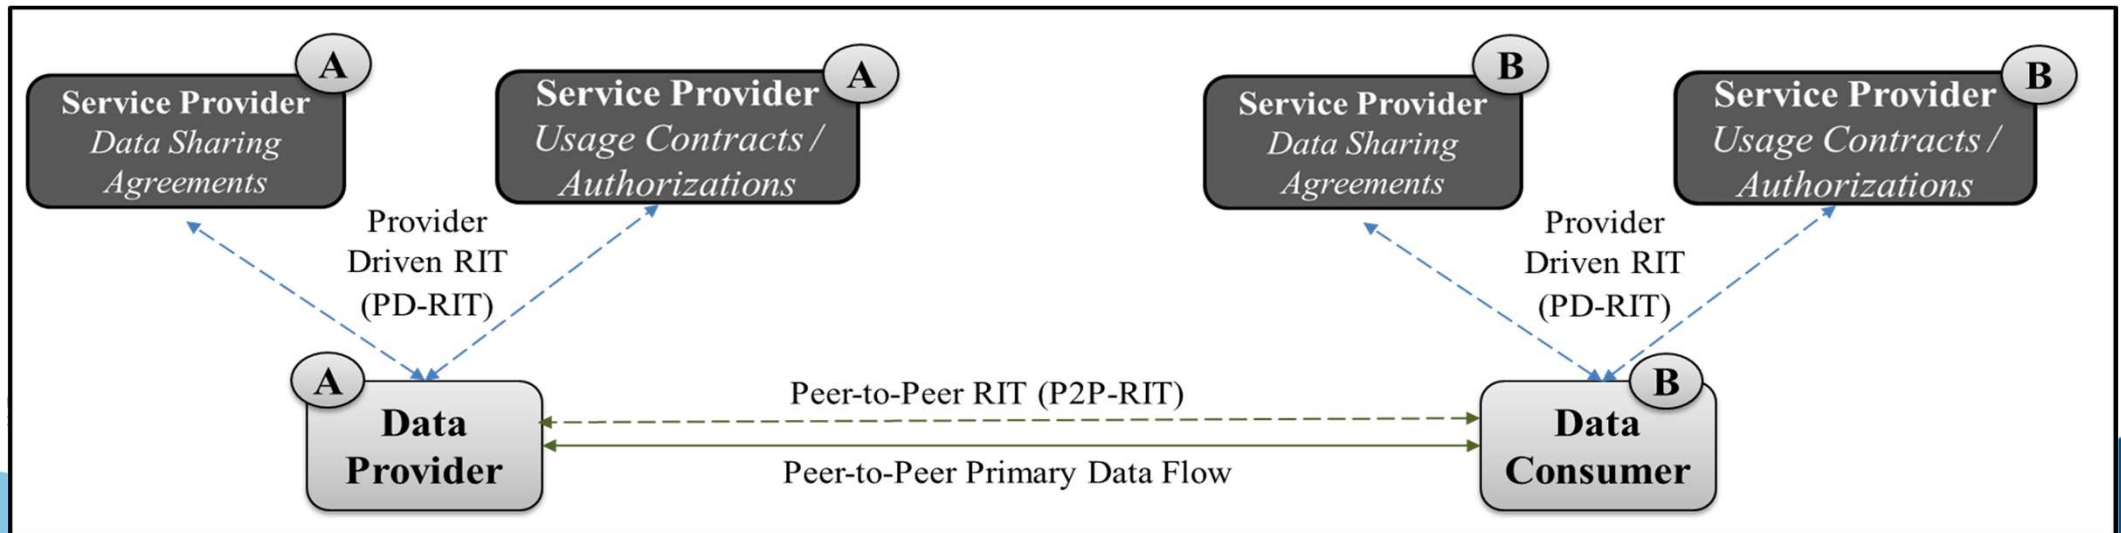 A
Service Provider
Data Sharing
Agreements
A
Service Provider
Usage Contracts /
Authorizations
B
Service Provider
Data Sharing
Agreements
B
Service Provider
Usage Contracts /
Authorizations
Provider
Driven RIT
(PD-RIT)
Provider
Driven RIT
(PD-RIT)
A
Data
Provider
Peer-to-Peer RIT (P2P-RIT)
Peer-to-Peer Primary Data Flow
B
Data
Consumer